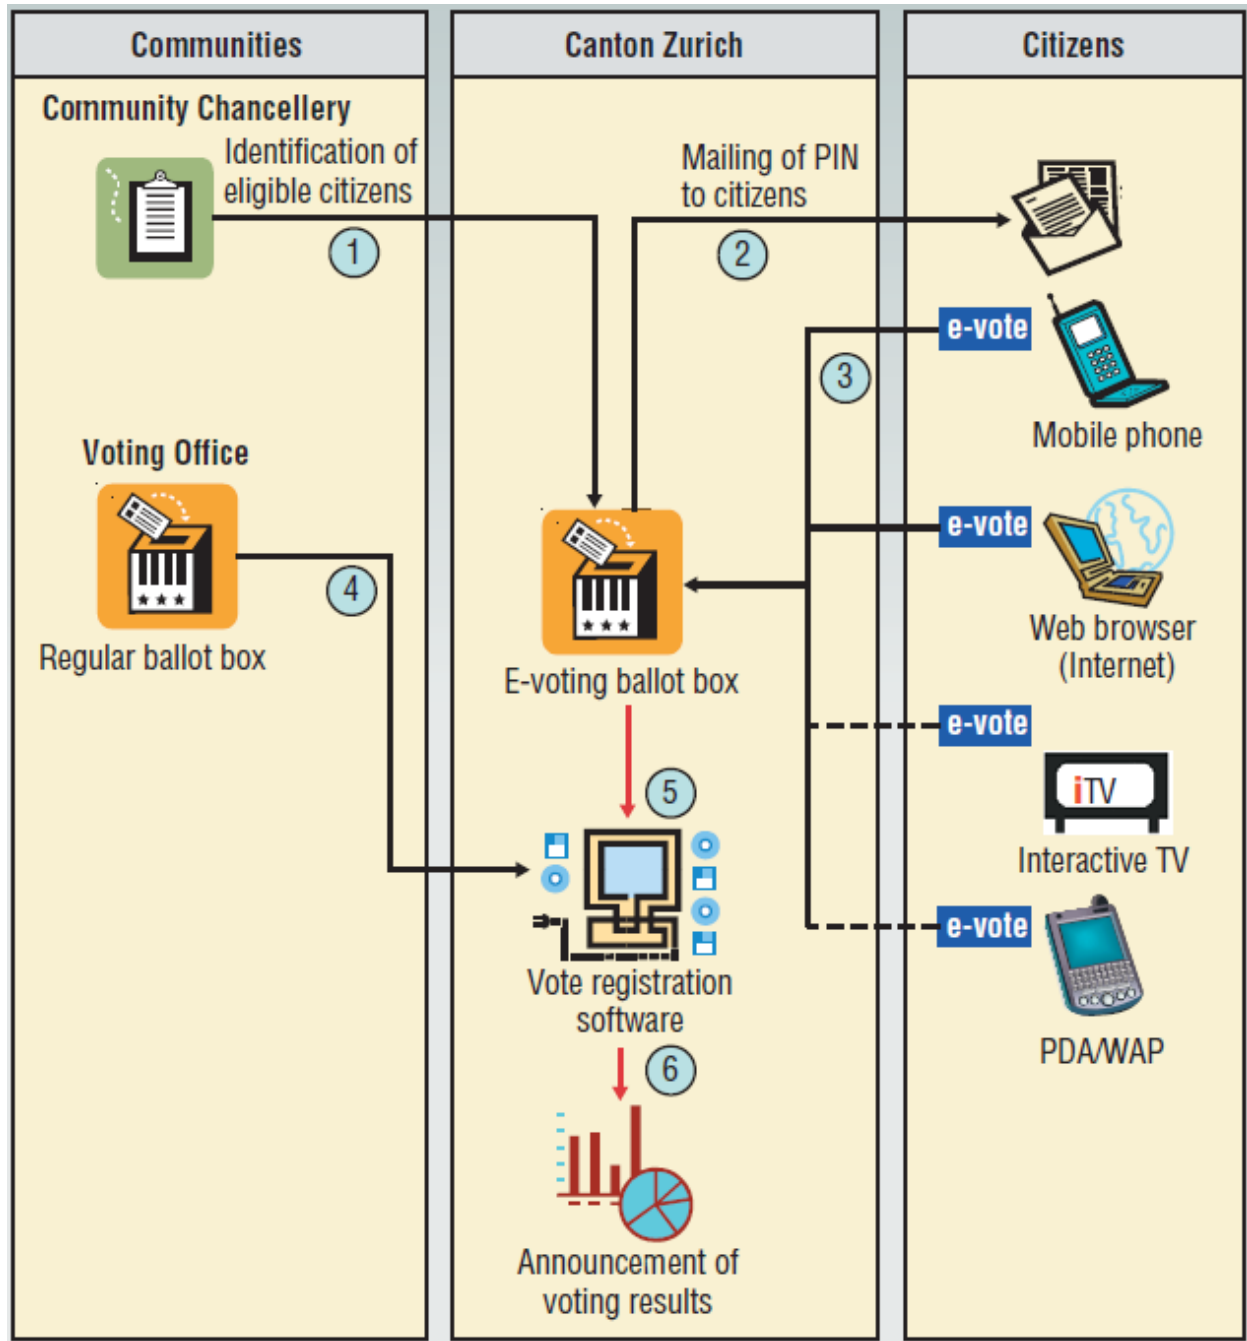 Communities
Canton Zurich
Citizens
Community Chancellery
Identification of
eligible citizens
1
Mailing of PIN
to citizens
2
e-vote
3
Mobile phone
Voting Office
4
Regular ballot box
E-voting ballot box
e-vote
Web browser
(Internet)
e-vote
iTV
Interactive TV
5
Vote registration
software
e-vote
PDA/WAP
6
Announcement of
voting results